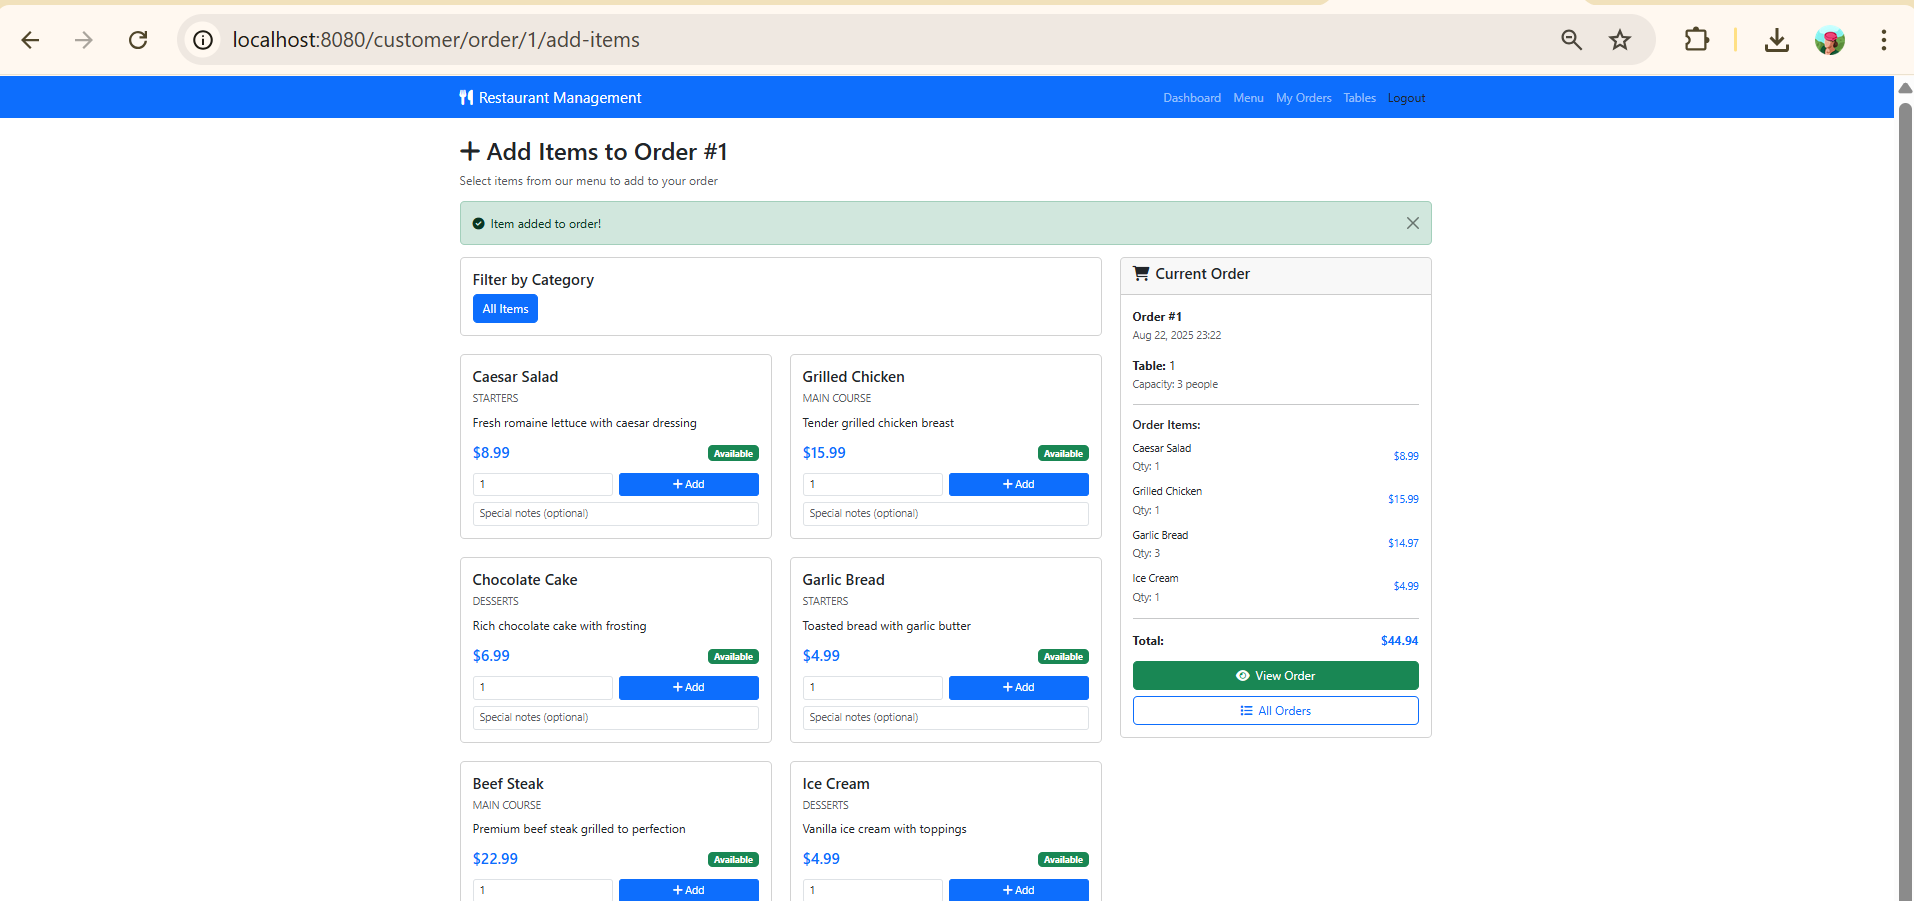 localhost:8080/customer/order/1/add-items
Restaurant Management
Dashboard Menu My Orders Tables Logout
Add Items to Order #1
Select items from our menu to add to your order
Item added to order!
Filter by Category
All Items
Caesar Salad
STARTERS
Fresh romaine lettuce with caesar dressing
$8.99 Available
1 + Add
Special notes (optional)
Grilled Chicken
MAIN COURSE
Tender grilled chicken breast
$15.99 Available
1 + Add
Special notes (optional)
Chocolate Cake
DESSERTS
Rich chocolate cake with frosting
$6.99 Available
1 + Add
Special notes (optional)
Garlic Bread
STARTERS
Toasted bread with garlic butter
$4.99 Available
1 + Add
Special notes (optional)
Beef Steak
MAIN COURSE
Premium beef steak grilled to perfection
$22.99 Available
1 + Add
Ice Cream
DESSERTS
Vanilla ice cream with toppings
$4.99 Available
1 + Add
Current Order
Order #1
Aug 22, 2025 23:22
Table: 1
Capacity: 3 people
Order Items:
Caesar Salad
Qty: 1
$8.99
Grilled Chicken
Qty: 1
$15.99
Garlic Bread
Qty: 3
$14.97
Ice Cream
Qty: 1
$4.99
Total: $44.94
View Order
All Orders